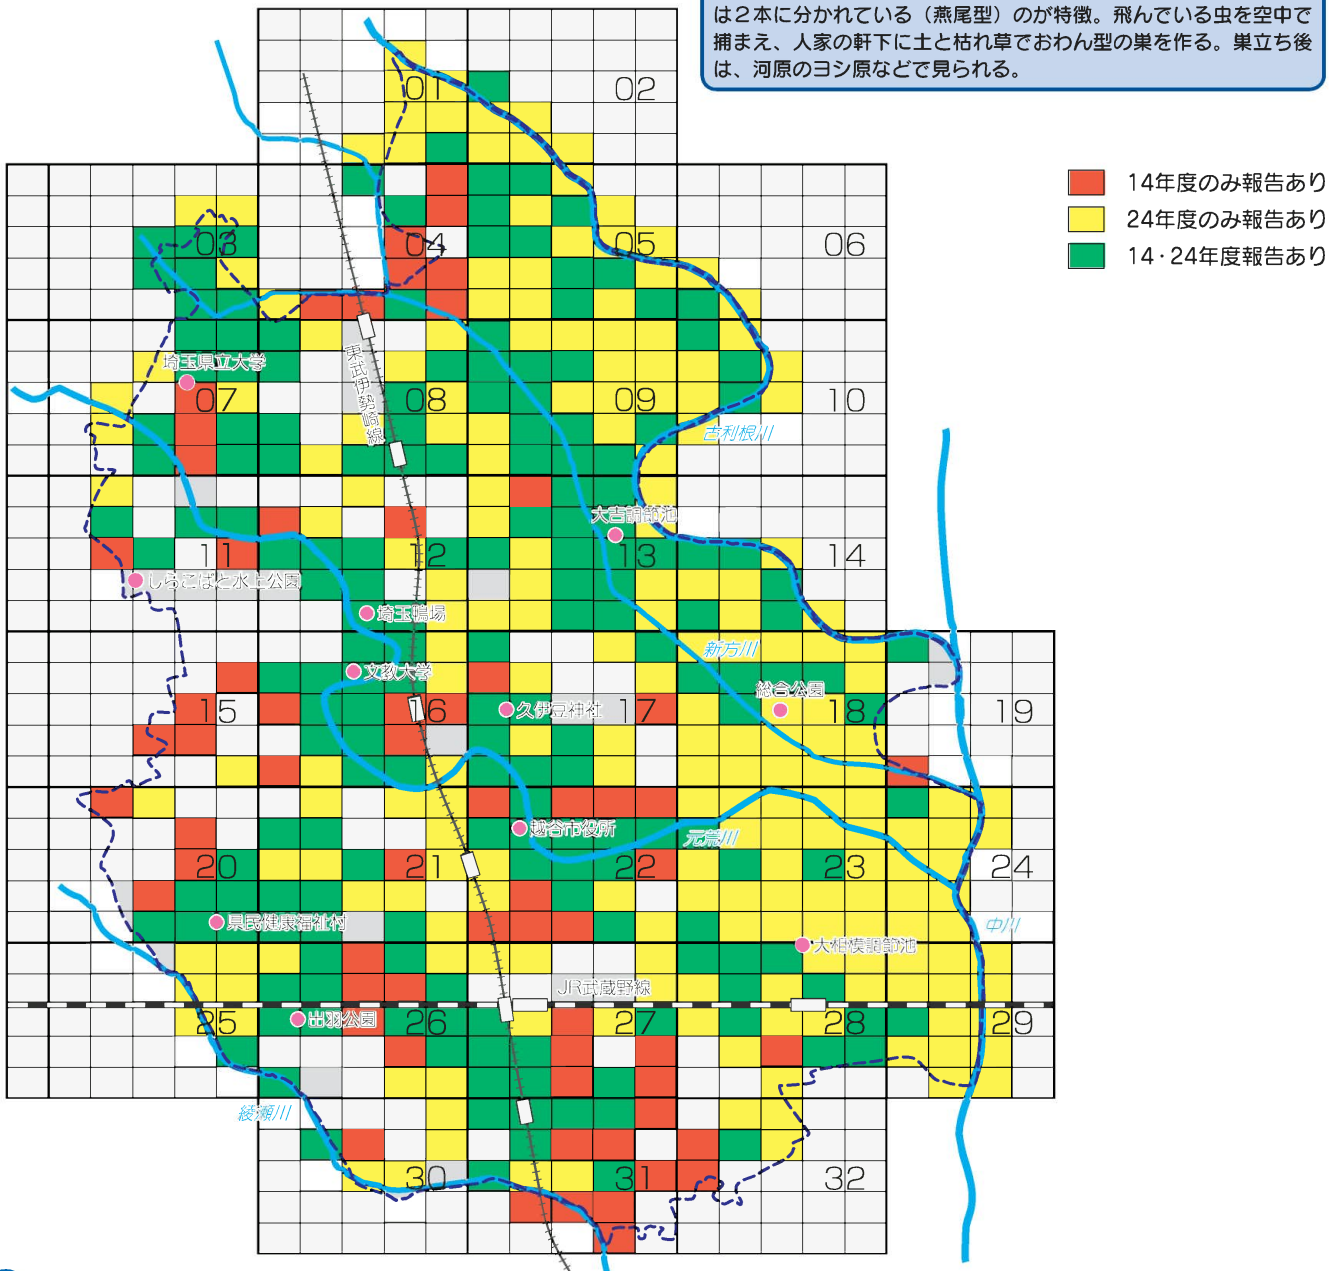 は２本に分かれている（燕尾型）のが特徴。飛んでいる虫を空中で
捕まえ、人家の軒下に土と枯れ草でおわん型の巣を作る。巣立ち後
は、河原のヨシ原などで見られる。
01
02
14年度のみ報告あり
24年度のみ報告あり
14・24年度報告あり
03
04
05
06
埼玉県立大学
東武伊勢崎線
07
08
09
10
古利根川
大吉調節池
11
12
13
14
しらこばと水上公園
埼玉鴨場
新方川
文教大学
総合公園
15
16
久伊豆神社
17
18
19
越谷市役所
元荒川
20
21
22
23
24
県民健康福祉村
中川
大相模調節池
JR武蔵野線
25
出羽公園
26
27
28
29
綾瀬川
30
31
32